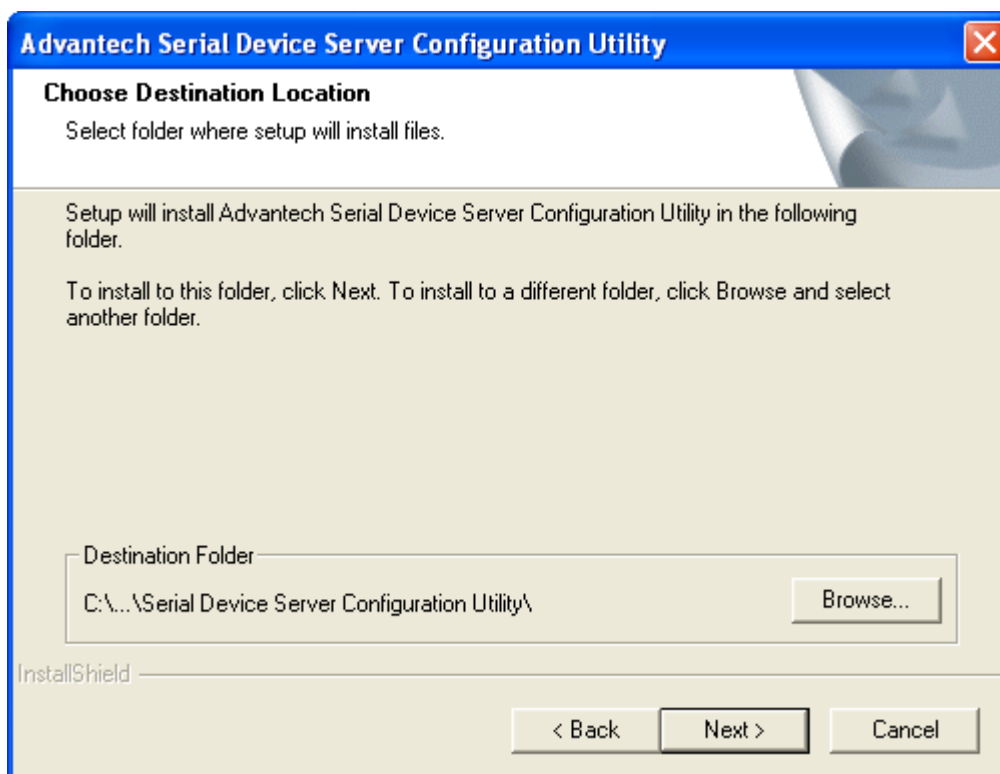 Advantech Serial Device Server Configuration Utility
Choose Destination Location
Select folder where setup will install files.
Setup will install Advantech Serial Device Server Configuration Utility in the following
folder.
To install to this folder, click Next. To install to a different folder, click Browse and select
another folder.
Destination Folder
C:\...\Serial Device Server Configuration Utility\
Browse...
InstallShield
< Back
Next >
Cancel